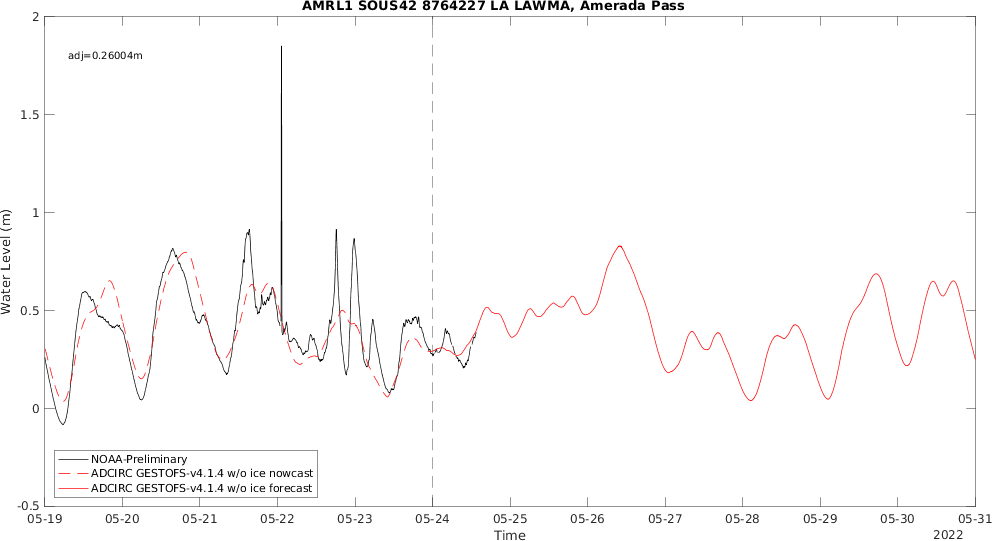 AMRL1 SOUS42 8764227 LA LAWMA, Amerada Pass
adj=0.26004m
Water Level (m)
2
1.5
1
0.5
0
-0.5
NOAA-Preliminary
ADCIRC GESTOFS-v4.1.4 w/o ice nowcast
ADCIRC GESTOFS-v4.1.4 w/o ice forecast
05-19 05-20 05-21 05-22 05-23 05-24 05-25 05-26 05-27 05-28 05-29 05-30 05-31
Time
2022